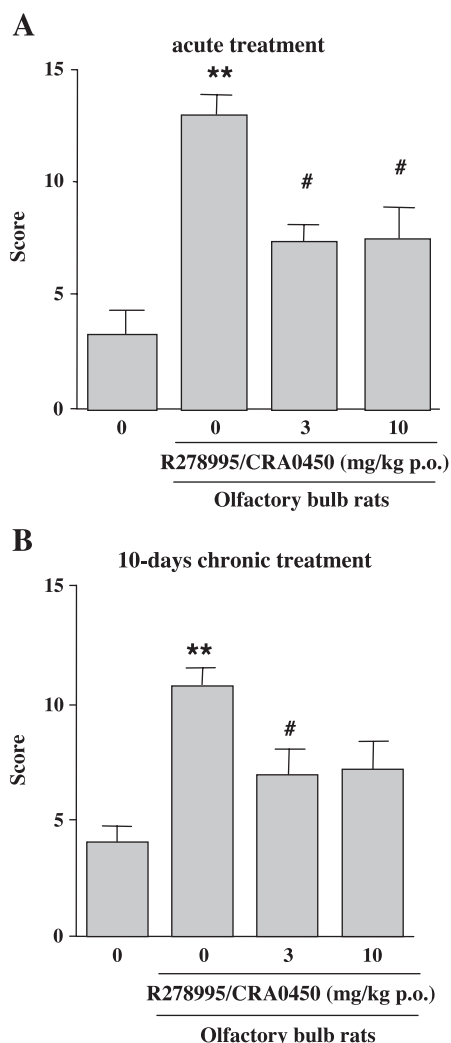 A
acute treatment
15
**
10
#
#
Score
5
0
0
0
3
10
R278995/CRA0450 (mg/kg p.o.)
Olfactory bulb rats
B
10-days chronic treatment
15
**
10
#
Score
5
0
0
0
3
10
R278995/CRA0450 (mg/kg p.o.)
Olfactory bulb rats